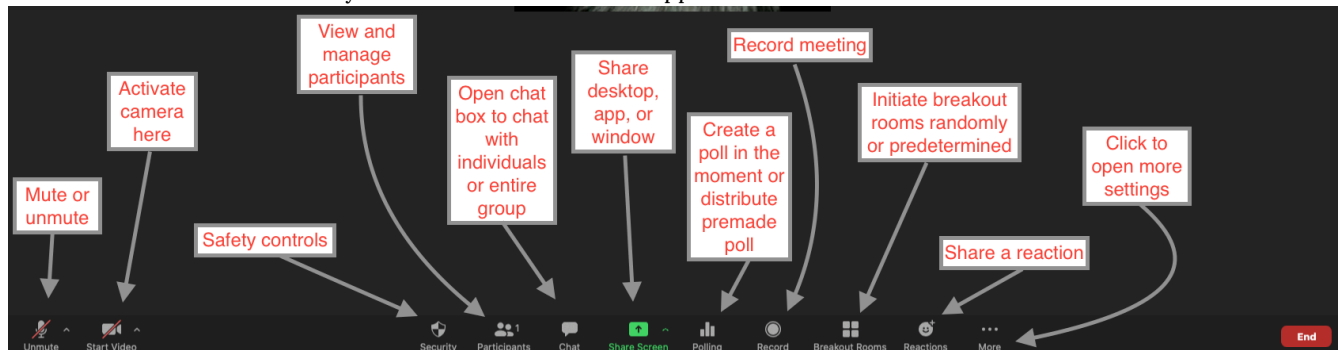 View and
manage
participants
Record meeting
Activate
camera
here
Share
desktop,
app, or
window
Open chat
box to chat
with
individuals
or entire
group
Initiate breakout
rooms randomly
or predetermined
Create a
poll in the
moment or
distribute
premade
poll
Click to
open more
settings
Mute or
unmute
Safety controls
Share a reaction
Unmute
Start Video
Security
Participants
1
Chat
Share Screen
Polling
Record
Breakout Rooms
Reactions
More
End